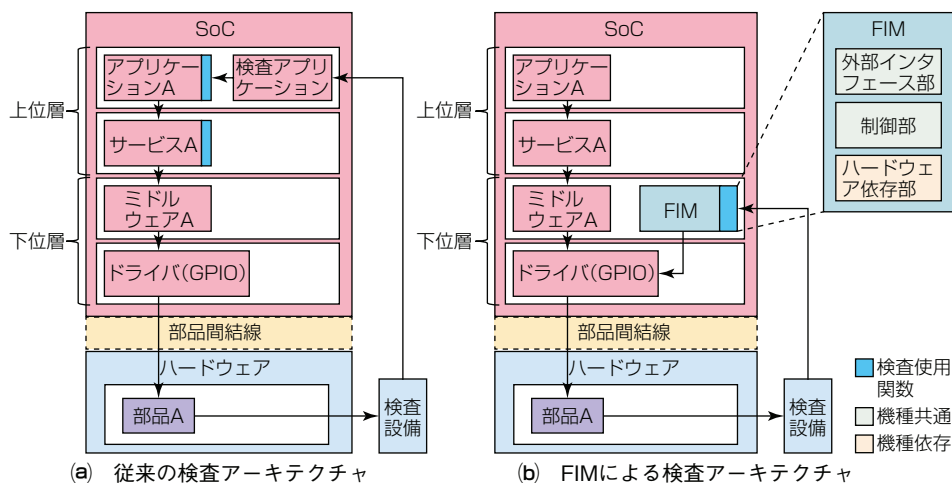 SoC
上位層
アプリケー
ションA
検査アプリ
ケーション
サービスA
下位層
ミドル
ウェアA
ドライバ(GPIO)
部品間結線
ハードウェア
部品A
検査
設備
(a) 従来の検査アーキテクチャ
SoC
上位層
アプリケー
ションA
サービスA
下位層
ミドル
ウェアA
FIM
ドライバ(GPIO)
部品間結線
ハードウェア
部品A
検査
設備
(b) FIMによる検査アーキテクチャ
FIM
外部インタ
フェース部
制御部
ハードウェ
ア依存部
検査使用
関数
機種共通
機種依存